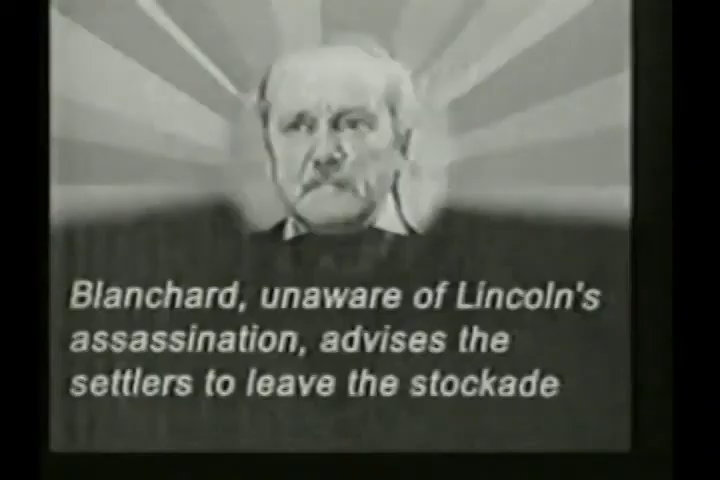 Blanchard, unaware of Lincoln's
assassination, advises the
settlers to leave the stockade